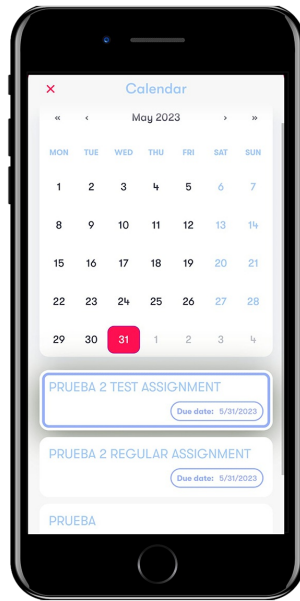 × Calendar
« ‹ May 2023 › »
MON TUE WED THU FRI SAT SUN
1 2 3 4 5 6 7
8 9 10 11 12 13 14
15 16 17 18 19 20 21
22 23 24 25 26 27 28
29 30 31 1 2 3 4
PRUEBA 2 TEST ASSIGNMENT
Due date: 5/31/2023
PRUEBA 2 REGULAR ASSIGNMENT
Due date: 5/31/2023
PRUEBA